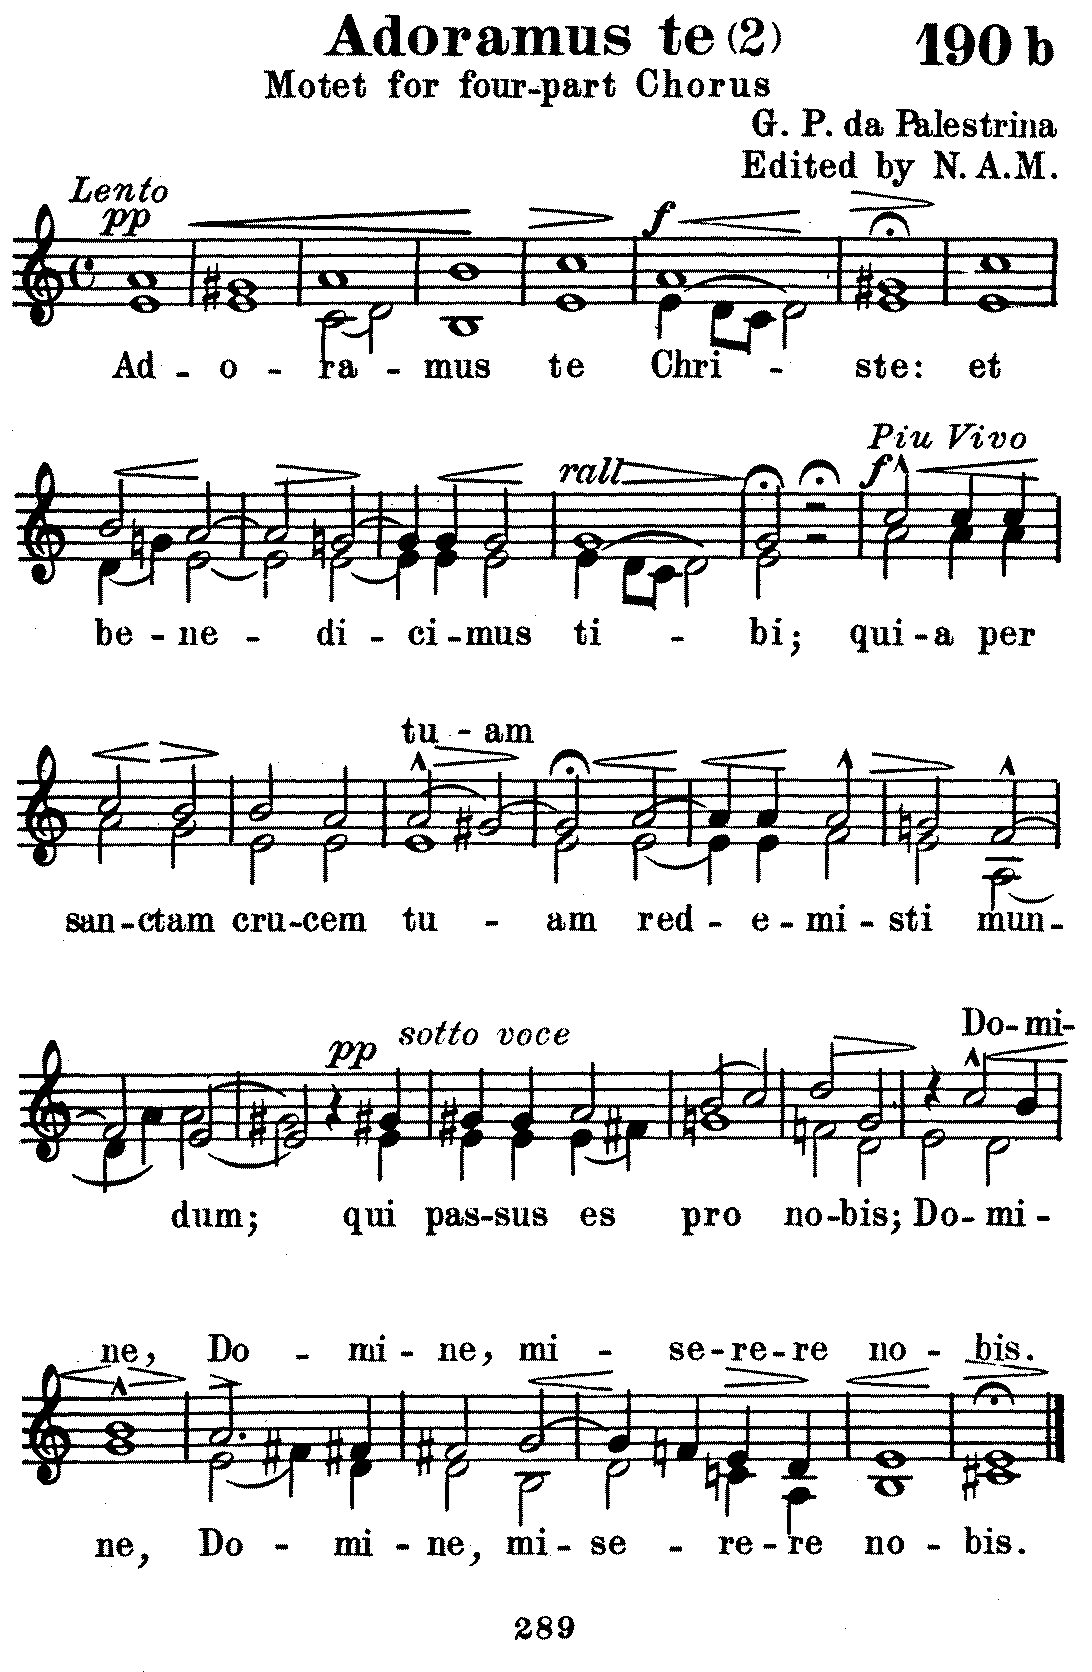 Adoramus te (2) 190 b
Motet for four-part Chorus
G. P. da Palestrina
Edited by N. A. M.
Lento
pp f
Ad - o - ra - mus te Chri - ste: et
Piu Vivo
rall f
be - ne - di - ci - mus ti - bi; qui - a per
tu - am
san - ctam cru - cem tu - am red - e - mi - sti mun -
Do - mi -
pp sotto voce
dum; qui pas - sus es pro no - bis; Do - mi -
ne, Do - mi - ne, mi - se - re - re no - bis.
ne, Do - mi - ne, mi - se - re - re no - bis.
289